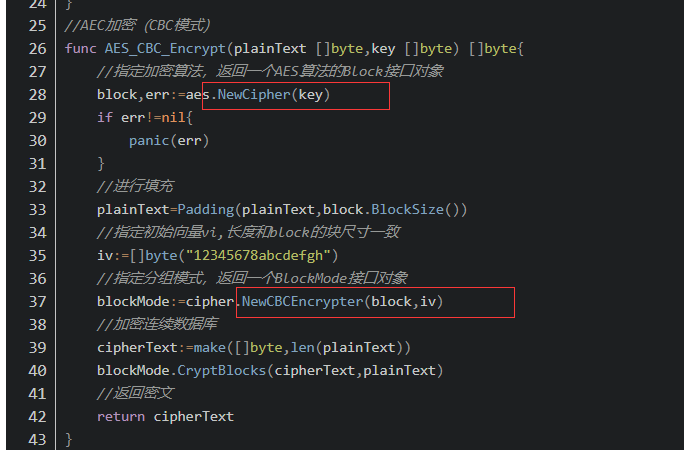 24 }
25 //AEC加密（CBC模式）
26 func AES_CBC_Encrypt(plainText []byte,key []byte) []byte{
27 //指定加密算法，返回一个AES算法的Block接口对象
28 block,err:=aes.NewCipher(key)
29 if err!=nil{
30 panic(err)
31 }
32 //进行填充
33 plainText=Padding(plainText,block.BlockSize())
34 //指定初始向量vi,长度和block的块尺寸一致
35 iv:=[]byte("12345678abcdefgh")
36 //指定分组模式，返回一个BlockMode接口对象
37 blockMode:=cipher.NewCBCEncrypter(block,iv)
38 //加密连续数据库
39 cipherText:=make([]byte,len(plainText))
40 blockMode.CryptBlocks(cipherText,plainText)
41 //返回密文
42 return cipherText
43 }